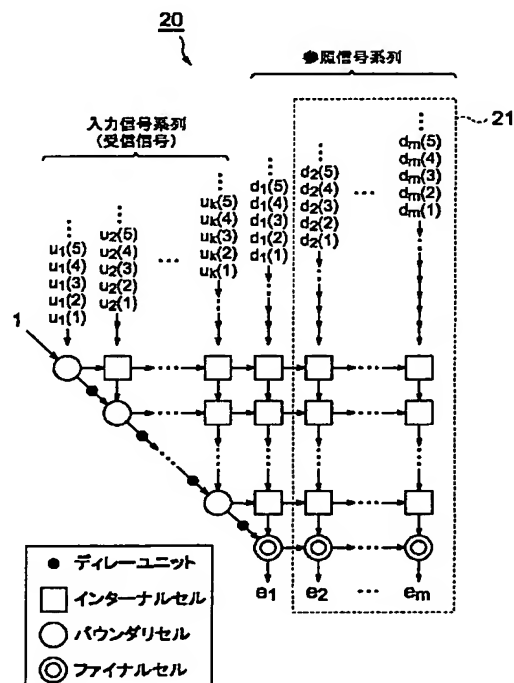 20
参照信号系列
21
入力信号系列
(受信信号)
u1(5)
u1(4)
u1(3)
u1(2)
u1(1)
u2(5)
u2(4)
u2(3)
u2(2)
u2(1)
uk(5)
uk(4)
uk(3)
uk(2)
uk(1)
d1(5)
d1(4)
d1(3)
d1(2)
d1(1)
d2(5)
d2(4)
d2(3)
d2(2)
d2(1)
dm(5)
dm(4)
dm(3)
dm(2)
dm(1)
1
e1 e2 ··· em
ディレーユニット
インターナルセル
バウンダリセル
ファイナルセル